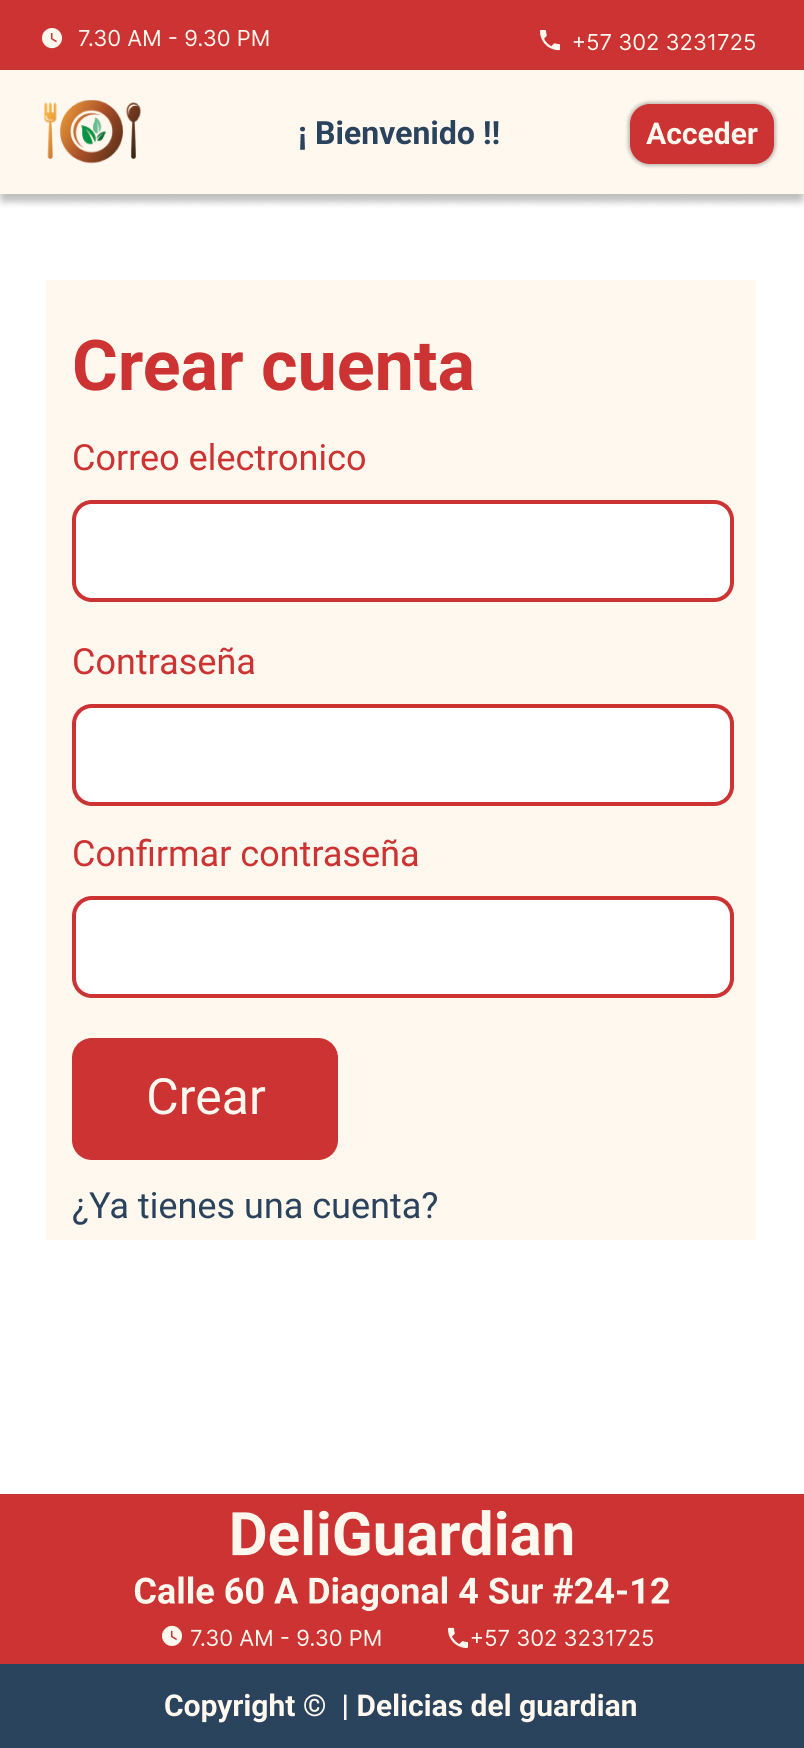 7.30 AM - 9.30 PM
+57 302 3231725
¡ Bienvenido !!
Acceder
Crear cuenta
Correo electronico
Contraseña
Confirmar contraseña
Crear
¿Ya tienes una cuenta?
DeliGuardian
Calle 60 A Diagonal 4 Sur #24-12
7.30 AM - 9.30 PM
+57 302 3231725
Copyright © | Delicias del guardian